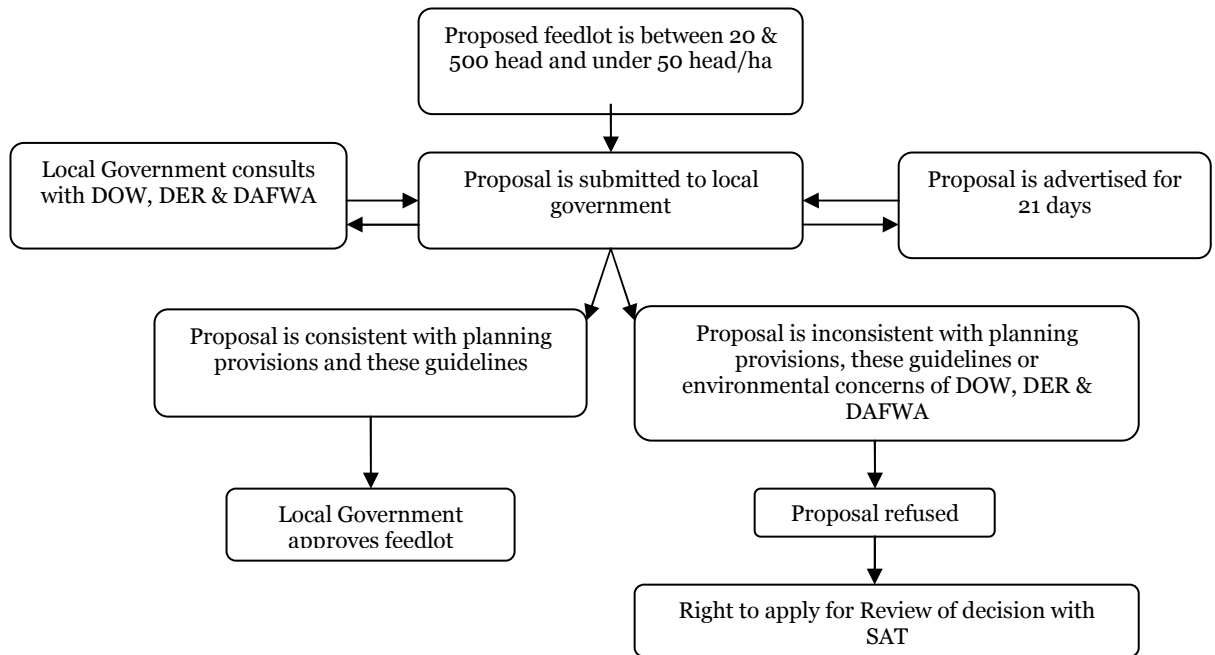 Proposed feedlot is between 20 &
500 head and under 50 head/ha
Local Government consults
with DOW, DER & DAFWA
Proposal is submitted to local
government
Proposal is advertised for
21 days
Proposal is consistent with planning
provisions and these guidelines
Proposal is inconsistent with planning
provisions, these guidelines or
environmental concerns of DOW, DER &
DAFWA
Local Government
approves feedlot
Proposal refused
Right to apply for Review of decision with
SAT